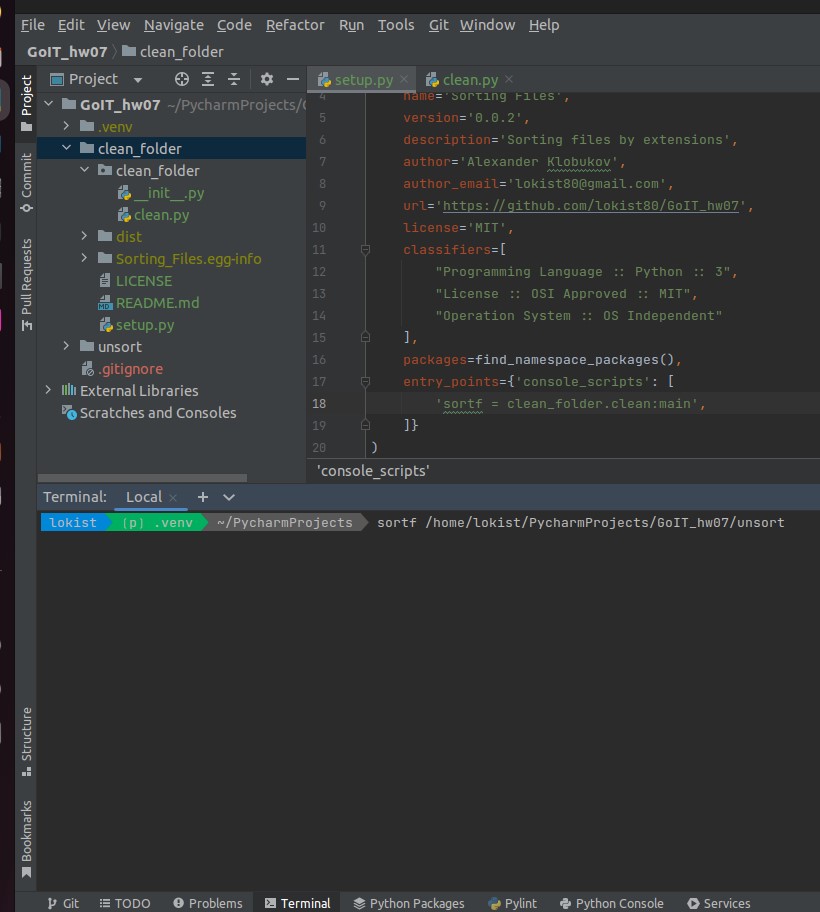 File Edit View Navigate Code Refactor Run Tools Git Window Help
GoIT_hw07 clean_folder
Project
setup.py
clean.py
GoIT_hw07 ~/PycharmProjects/
.venv
clean_folder
clean_folder
__init__.py
clean.py
dist
Sorting_Files.egg-info
LICENSE
README.md
setup.py
unsort
.gitignore
External Libraries
Scratches and Consoles
4 name='Sorting Files',
5 version='0.0.2',
6 description='Sorting files by extensions',
7 author='Alexander Klobukov',
8 author_email='lokist80@gmail.com',
9 url='https://github.com/lokist80/GoIT_hw07',
10 license='MIT',
11 classifiers=[
12 "Programming Language :: Python :: 3",
13 "License :: OSI Approved :: MIT",
14 "Operation System :: OS Independent"
15 ],
16 packages=find_namespace_packages(),
17 entry_points={'console_scripts': [
18 'sortf = clean_folder.clean:main',
19 ]}
20 )
'console_scripts'
Project
Commit
Pull Requests
Structure
Bookmarks
Terminal: Local
lokist (p) .venv ~/PycharmProjects sortf /home/lokist/PycharmProjects/GoIT_hw07/unsort
Git TODO Problems Terminal Python Packages Pylint Python Console Services